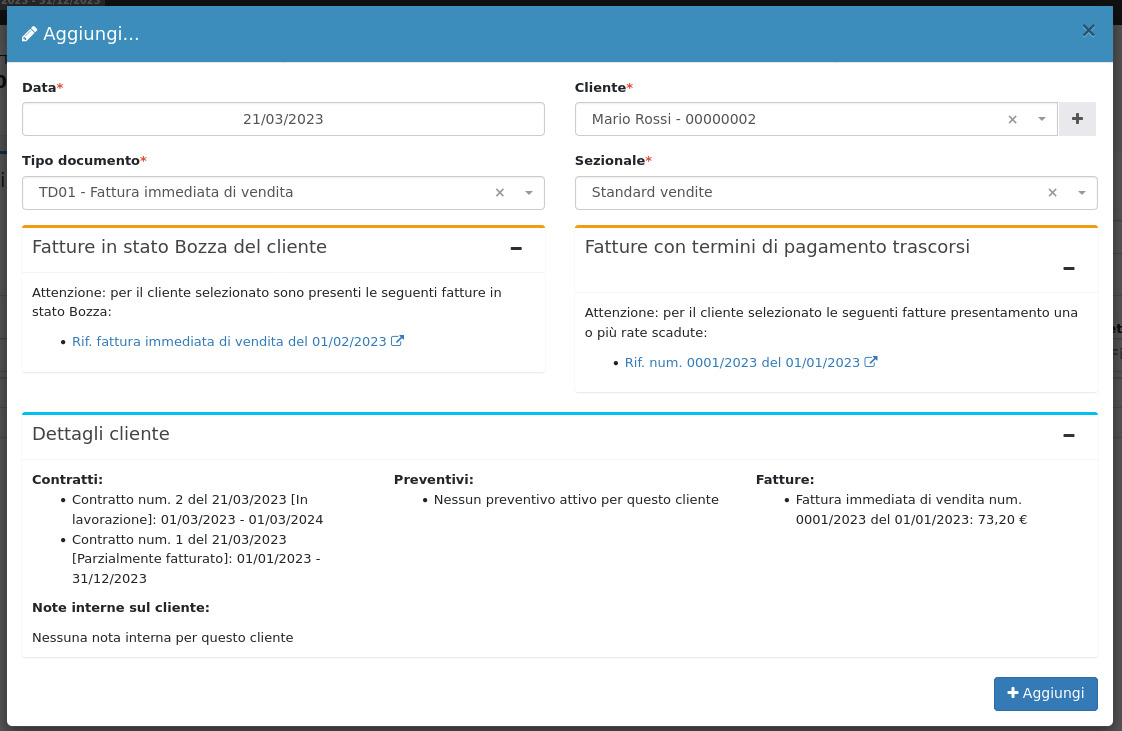 2023 - 31/12/2023
Aggiungi...
×
Data*
21/03/2023
Cliente*
Mario Rossi - 00000002
Tipo documento*
TD01 - Fattura immediata di vendita
Sezionale*
Standard vendite
Fatture in stato Bozza del cliente
Attenzione: per il cliente selezionato sono presenti le seguenti fatture in
stato Bozza:
• Rif. fattura immediata di vendita del 01/02/2023
Fatture con termini di pagamento trascorsi
Attenzione: per il cliente selezionato le seguenti fatture presentamento una
o più rate scadute:
• Rif. num. 0001/2023 del 01/01/2023
Dettagli cliente
Contratti:
• Contratto num. 2 del 21/03/2023 [In
lavorazione]: 01/03/2023 - 01/03/2024
• Contratto num. 1 del 21/03/2023
[Parzialmente fatturato]: 01/01/2023 -
31/12/2023
Preventivi:
• Nessun preventivo attivo per questo cliente
Fatture:
• Fattura immediata di vendita num.
0001/2023 del 01/01/2023: 73,20 €
Note interne sul cliente:
Nessuna nota interna per questo cliente
+ Aggiungi